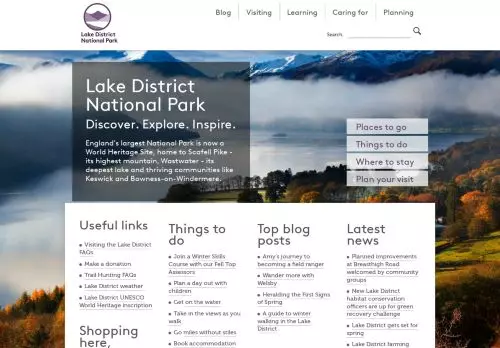 Lake District
National Park
Blog
Visiting
Learning
Caring for
Planning
Search:
Lake District
National Park
Discover. Explore. Inspire.
England's largest National Park is now a
World Heritage Site, home to Scafell Pike -
its highest mountain, Wastwater - its
deepest lake and thriving communities like
Keswick and Bowness-on-Windermere.
Places to go
Things to do
Where to stay
Plan your visit
Useful links
Visiting the Lake District
FAQs
Make a donation
Trail Hunting FAQs
Lake District weather
Lake District UNESCO
World Heritage inscription
Shopping
here,
Things to
do
Join a Winter Skills
Course with our Fell Top
Assessors
Plan a day out with
children
Get on the water
Take in the views as you
walk
Go miles without stiles
Book accommodation
Top blog
posts
Amy's journey to
becoming a field ranger
Wander more with
Welsby
Heralding the First Signs
of Spring
A guide to winter
walking in the Lake
District
Latest
news
Planned improvements
at Breasthigh Road
welcomed by community
groups
New Lake District
habitat conservation
officers are up for green
recovery challenge
Lake District gets set for
spring
Lake District farming